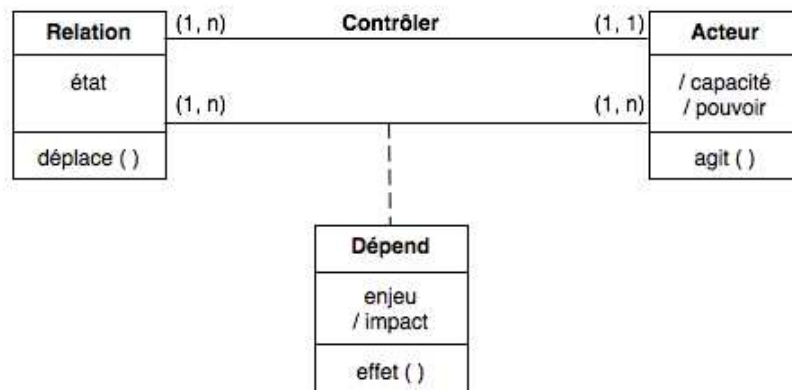 Relation
(1, n)
Contrôler
(1, 1)
Acteur
état
/ capacité
/ pouvoir
(1, n)
(1, n)
déplace ( )
agit ( )
Dépend
enjeu
/ impact
effet ( )